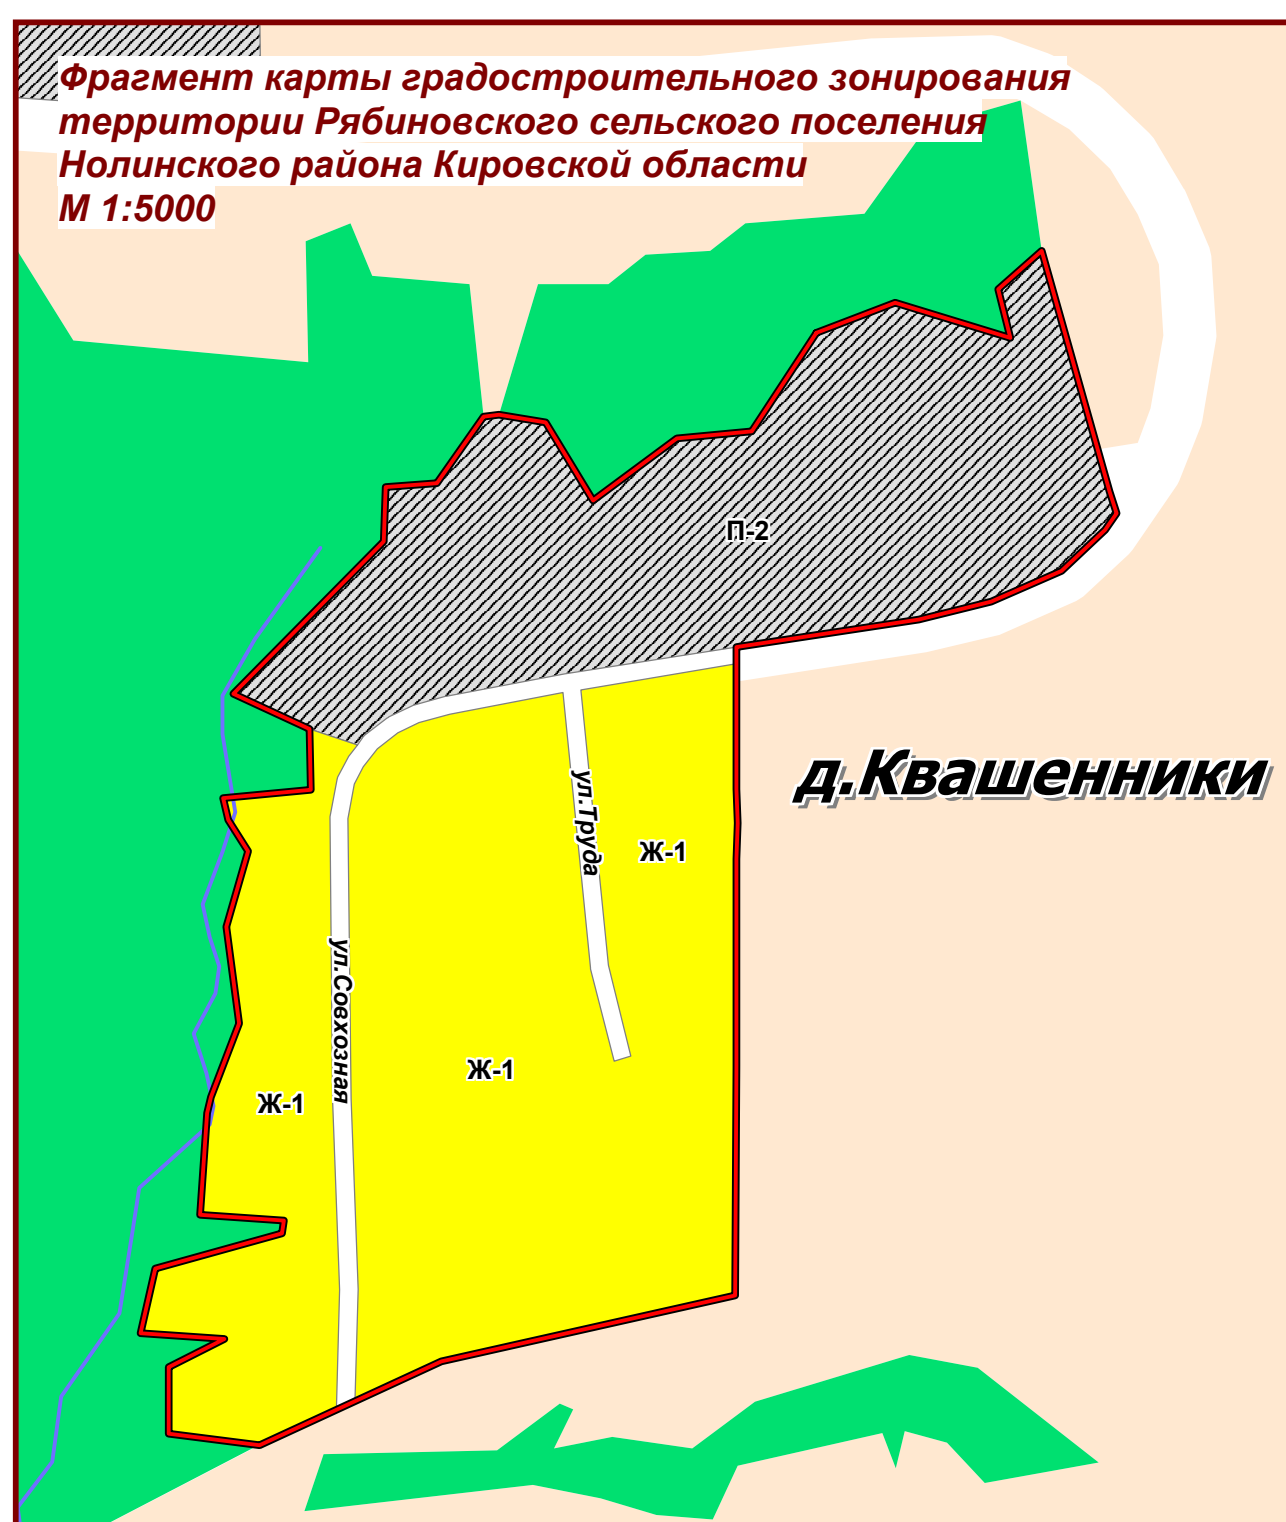 Фрагмент карты градостроительного зонирования
территории Рябиновского сельского поселения
Нолинского района Кировской области
М 1:5000
П-2
д.Квашенники
ул.Труда
Ж-1
ул.Совхозная
Ж-1
Ж-1